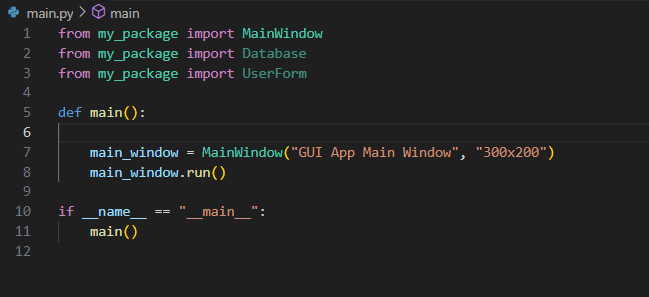 main.py > main
1 from my_package import MainWindow
2 from my_package import Database
3 from my_package import UserForm
4
5 def main():
6
7     main_window = MainWindow("GUI App Main Window", "300x200")
8     main_window.run()
9
10 if __name__ == "__main__":
11     main()
12